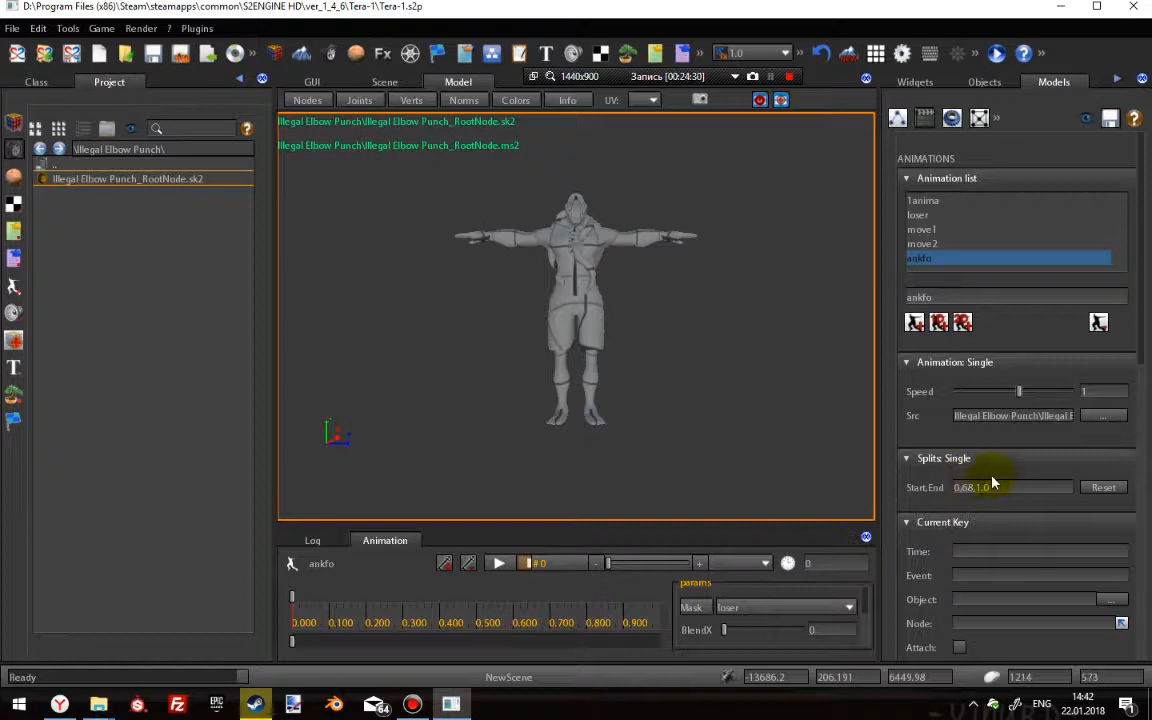 D:\Program Files (x86)\Steam\steamapps\common\S2ENGINE HD\ver_1_4_6\Tera-1\Tera-1.s2p
File Edit Tools Game Render ? Plugins
Fx T 1.0
1440x900 Запись [00:24:30]
Class Project
GUI Scene Model
Widgets Objects Models
Nodes Joints Verts Norms Colors Info UV:
\Illegal Elbow Punch\
..
Illegal Elbow Punch_RootNode.sk2
Illegal Elbow Punch\Illegal Elbow Punch_RootNode.sk2
Illegal Elbow Punch\Illegal Elbow Punch_RootNode.ms2
ANIMATIONS
Animation list
1anima
loser
move1
move2
ankfo
ankfo
Animation: Single
Speed 1
Src Illegal Elbow Punch\Illegal E ...
Splits: Single
Start,End 0,68,1.0 Reset
Current Key
Time:
Event:
Object: ...
Node:
Attach:
Log Animation
ankfo # 0 - + 0
params
Mask loser
BlendX 0
0.000 0.100 0.200 0.300 0.400 0.500 0.600 0.700 0.800 0.900
Ready NewScene -13686.2 206.191 6449.98 1214 573
EPIC GAMES 64 ENG 14:42
22.01.2018 1